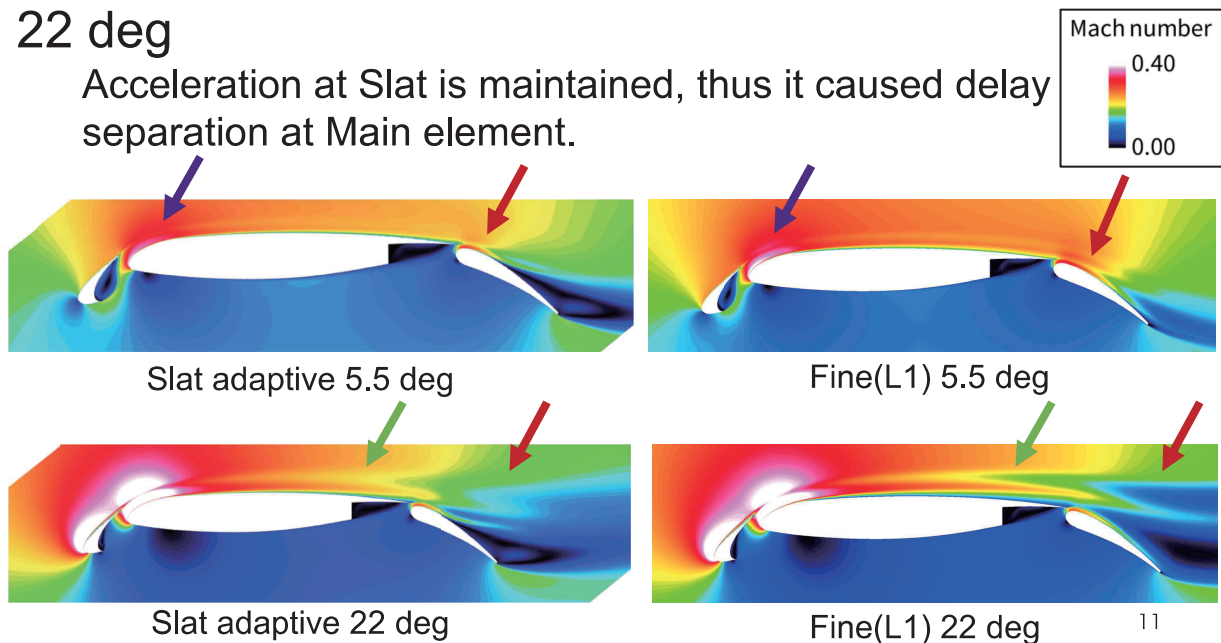 22 deg
Acceleration at Slat is maintained, thus it caused delay
separation at Main element.
Mach number
0.40
0.00
Slat adaptive 5.5 deg
Fine(L1) 5.5 deg
Slat adaptive 22 deg
Fine(L1) 22 deg
11